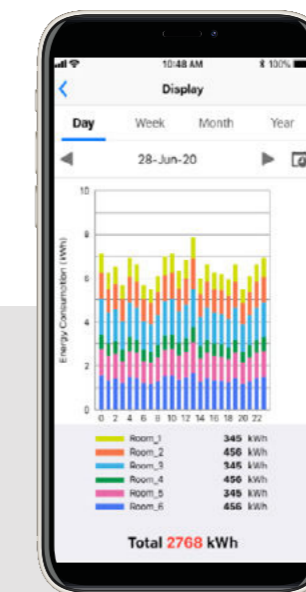 10:48 AM 100%
Display
Day Week Month Year
28-Jun-20
Energy Consumption (kWh)
10
8
6
4
2
0
0 2 4 6 8 10 12 14 16 18 20 22
Room_1 345 kWh
Room_2 456 kWh
Room_3 345 kWh
Room_4 456 kWh
Room_5 345 kWh
Room_6 456 kWh
Total 2768 kWh